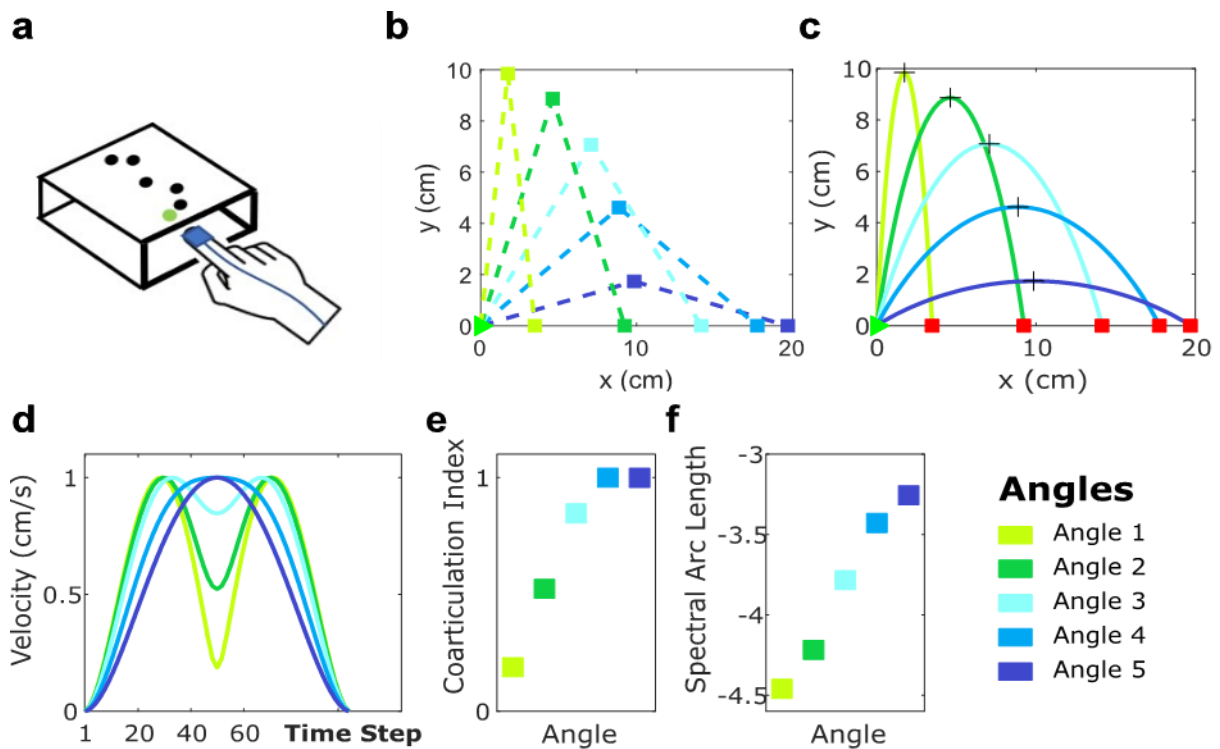 a
b
c
10
8
6
4
2
0
y (cm)
0
10
20
x (cm)
10
8
6
4
2
0
y (cm)
0
10
20
x (cm)
d
e
f
1
0.5
0
Velocity (cm/s)
1 20 40 60 Time Step
1
0
Coarticulation Index
Angle
-3
-3.5
-4
-4.5
Spectral Arc Length
Angle
Angles
Angle 1
Angle 2
Angle 3
Angle 4
Angle 5